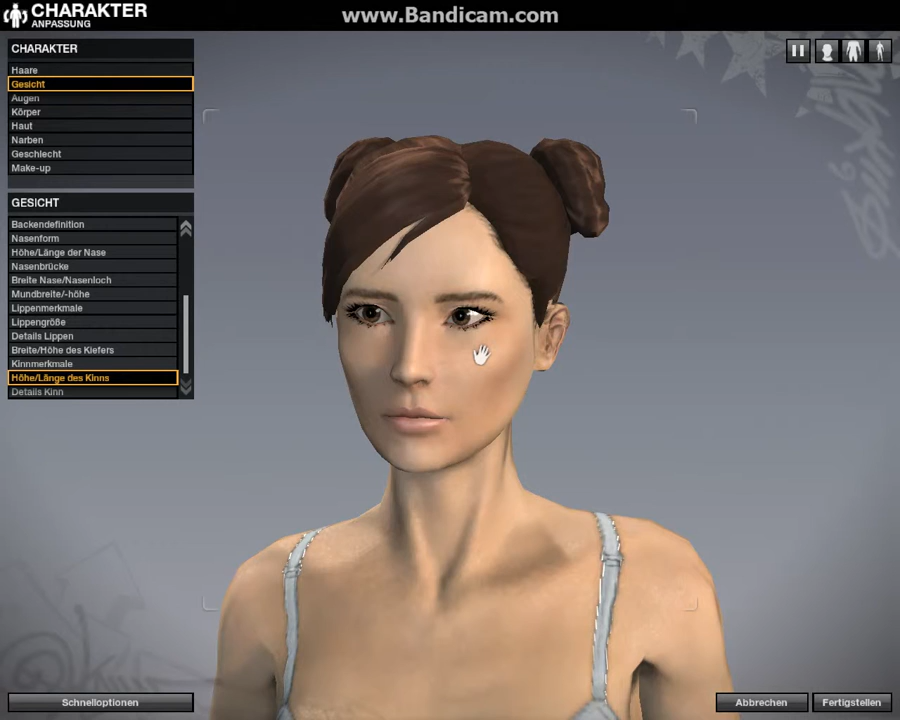 www.Bandicam.com
CHARAKTER
ANPASSUNG
CHARAKTER
Haare
Gesicht
Augen
Körper
Haut
Narben
Geschlecht
Make-up
GESICHT
Backendefinition
Nasenform
Höhe/Länge der Nase
Nasenbrücke
Breite Nase/Nasenloch
Mundbreite/-höhe
Lippenmerkmale
Lippengröße
Details Lippen
Breite/Höhe des Kiefers
Kinnmerkmale
Höhe/Länge des Kinns
Details Kinn
Schnelloptionen
Abbrechen
Fertigstellen